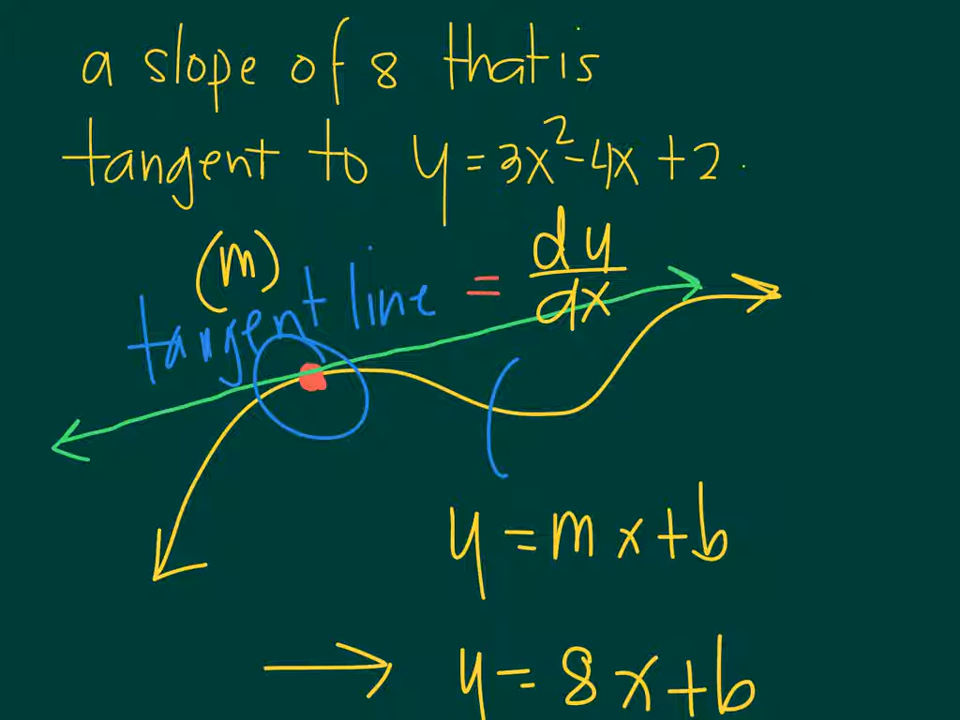 a slope of 8 that is
tangent to y = 3x² - 4x + 2.
(m)
tangent line = dy/dx
y = mx + b
→ y = 8x + b